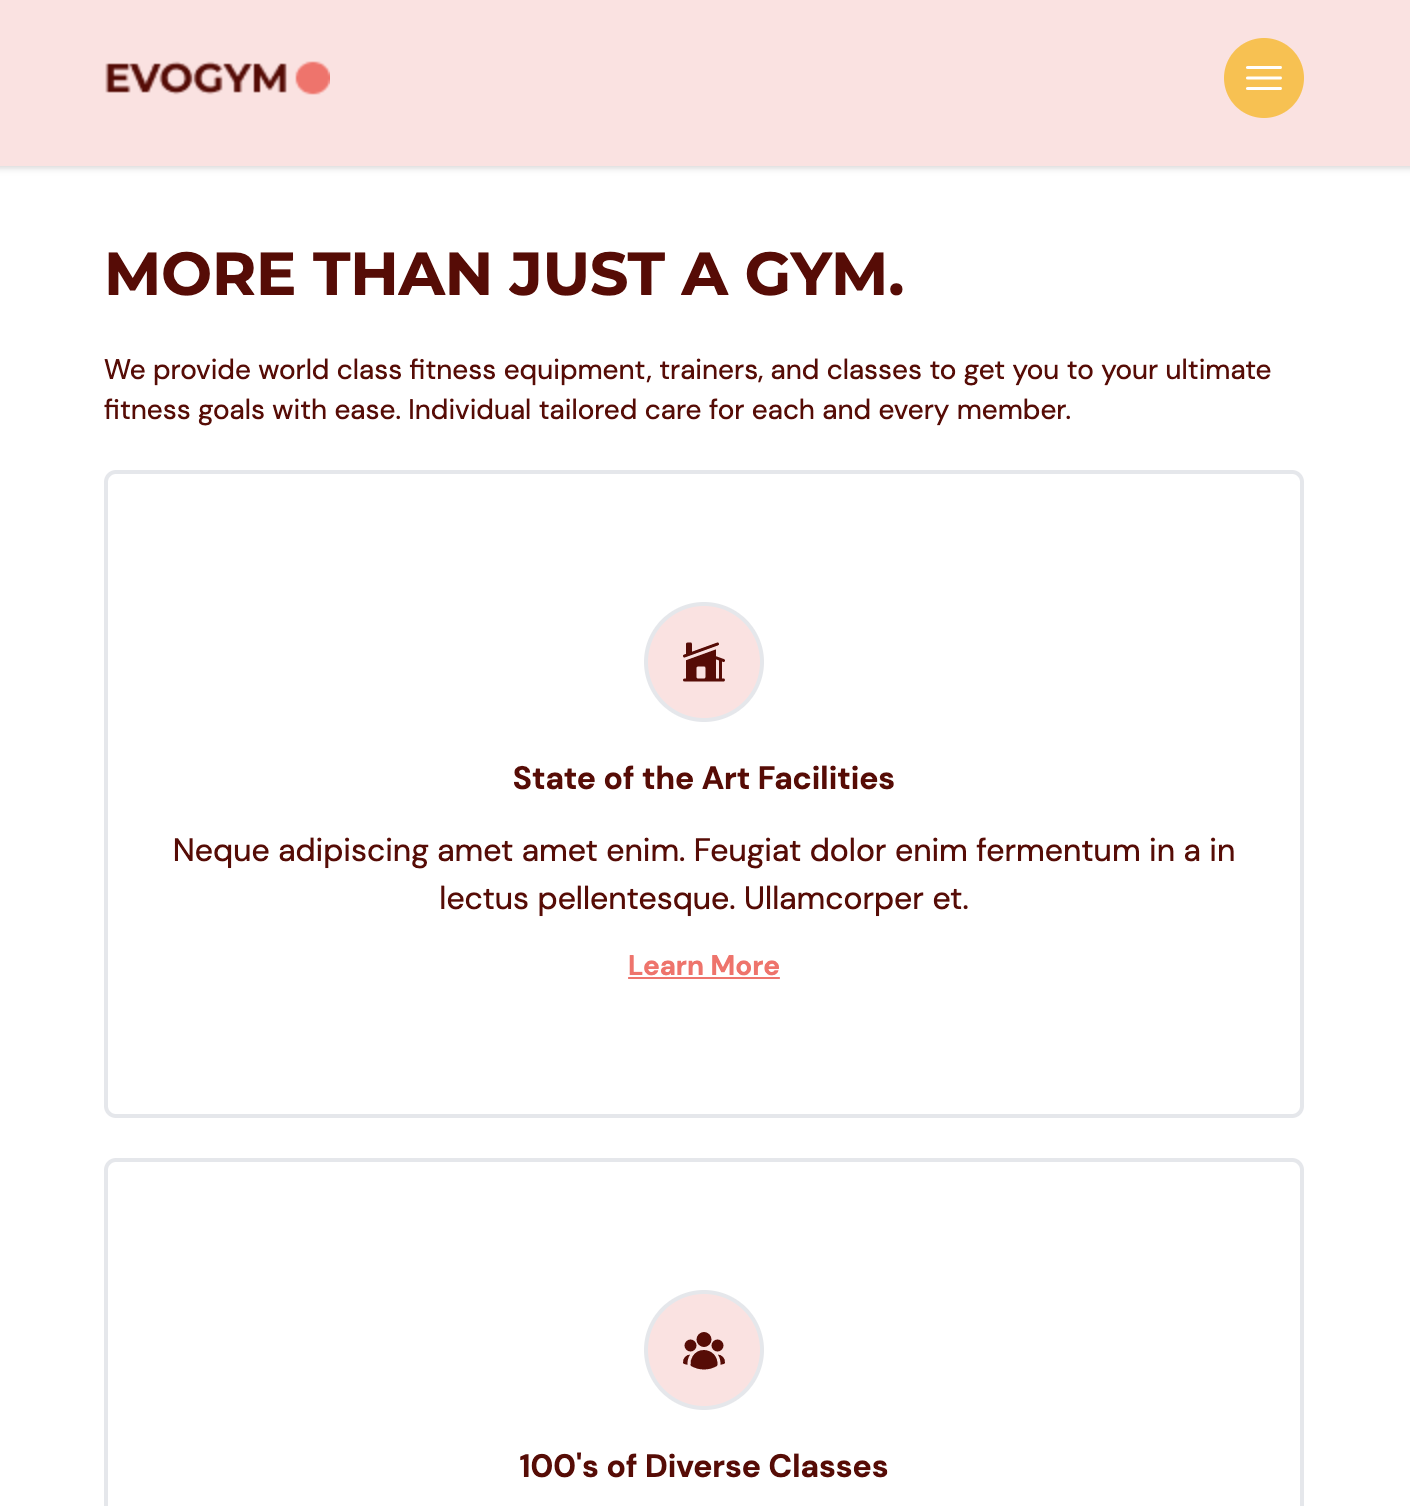 EVOGYM
MORE THAN JUST A GYM.
We provide world class fitness equipment, trainers, and classes to get you to your ultimate
fitness goals with ease. Individual tailored care for each and every member.
State of the Art Facilities
Neque adipiscing amet amet enim. Feugiat dolor enim fermentum in a in
lectus pellentesque. Ullamcorper et.
Learn More
100's of Diverse Classes